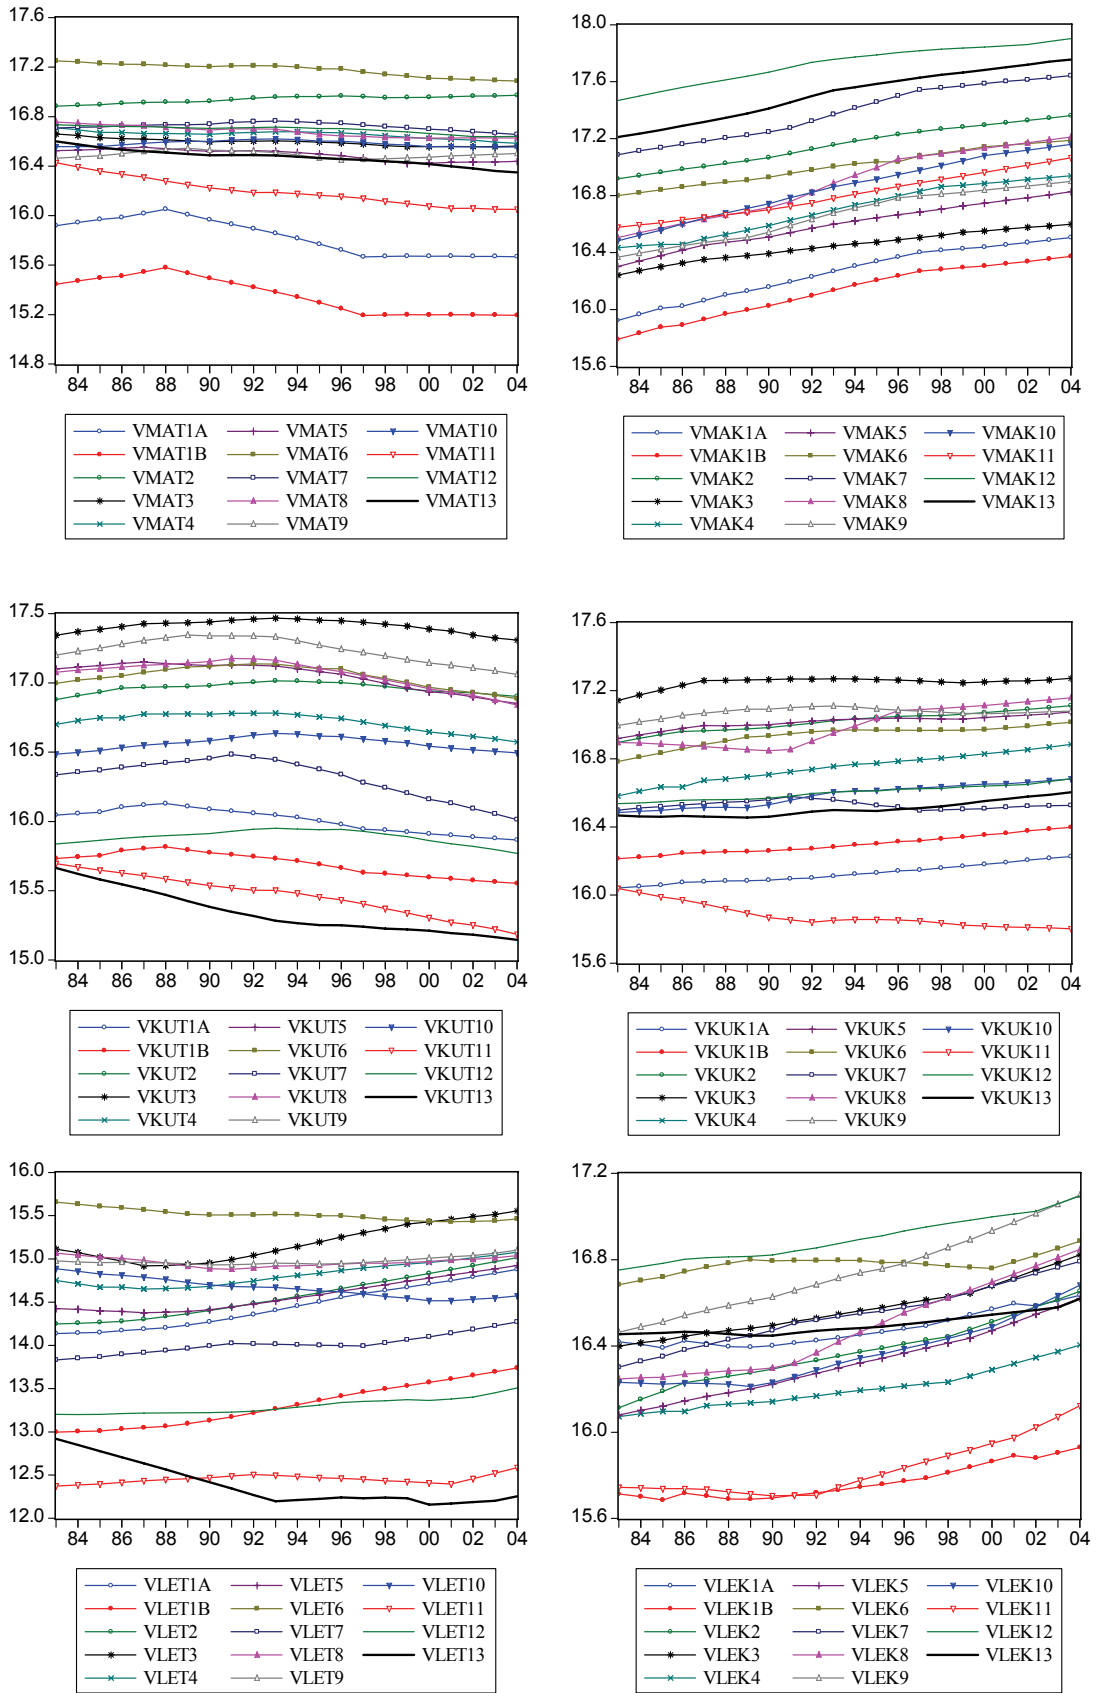 17.6
17.2
16.8
16.4
16.0
15.6
15.2
14.8
84 86 88 90 92 94 96 98 00 02 04
VMAT1A VMAT5 VMAT10
VMAT1B VMAT6 VMAT11
VMAT2 VMAT7 VMAT12
VMAT3 VMAT8 VMAT13
VMAT4 VMAT9
18.0
17.6
17.2
16.8
16.4
16.0
15.6
84 86 88 90 92 94 96 98 00 02 04
VMAK1A VMAK5 VMAK10
VMAK1B VMAK6 VMAK11
VMAK2 VMAK7 VMAK12
VMAK3 VMAK8 VMAK13
VMAK4 VMAK9
17.5
17.0
16.5
16.0
15.5
15.0
84 86 88 90 92 94 96 98 00 02 04
VKUT1A VKUT5 VKUT10
VKUT1B VKUT6 VKUT11
VKUT2 VKUT7 VKUT12
VKUT3 VKUT8 VKUT13
VKUT4 VKUT9
17.6
17.2
16.8
16.4
16.0
15.6
84 86 88 90 92 94 96 98 00 02 04
VKUK1A VKUK5 VKUK10
VKUK1B VKUK6 VKUK11
VKUK2 VKUK7 VKUK12
VKUK3 VKUK8 VKUK13
VKUK4 VKUK9
16.0
15.5
15.0
14.5
14.0
13.5
13.0
12.5
12.0
84 86 88 90 92 94 96 98 00 02 04
VLET1A VLET5 VLET10
VLET1B VLET6 VLET11
VLET2 VLET7 VLET12
VLET3 VLET8 VLET13
VLET4 VLET9
17.2
16.8
16.4
16.0
15.6
84 86 88 90 92 94 96 98 00 02 04
VLEK1A VLEK5 VLEK10
VLEK1B VLEK6 VLEK11
VLEK2 VLEK7 VLEK12
VLEK3 VLEK8 VLEK13
VLEK4 VLEK9